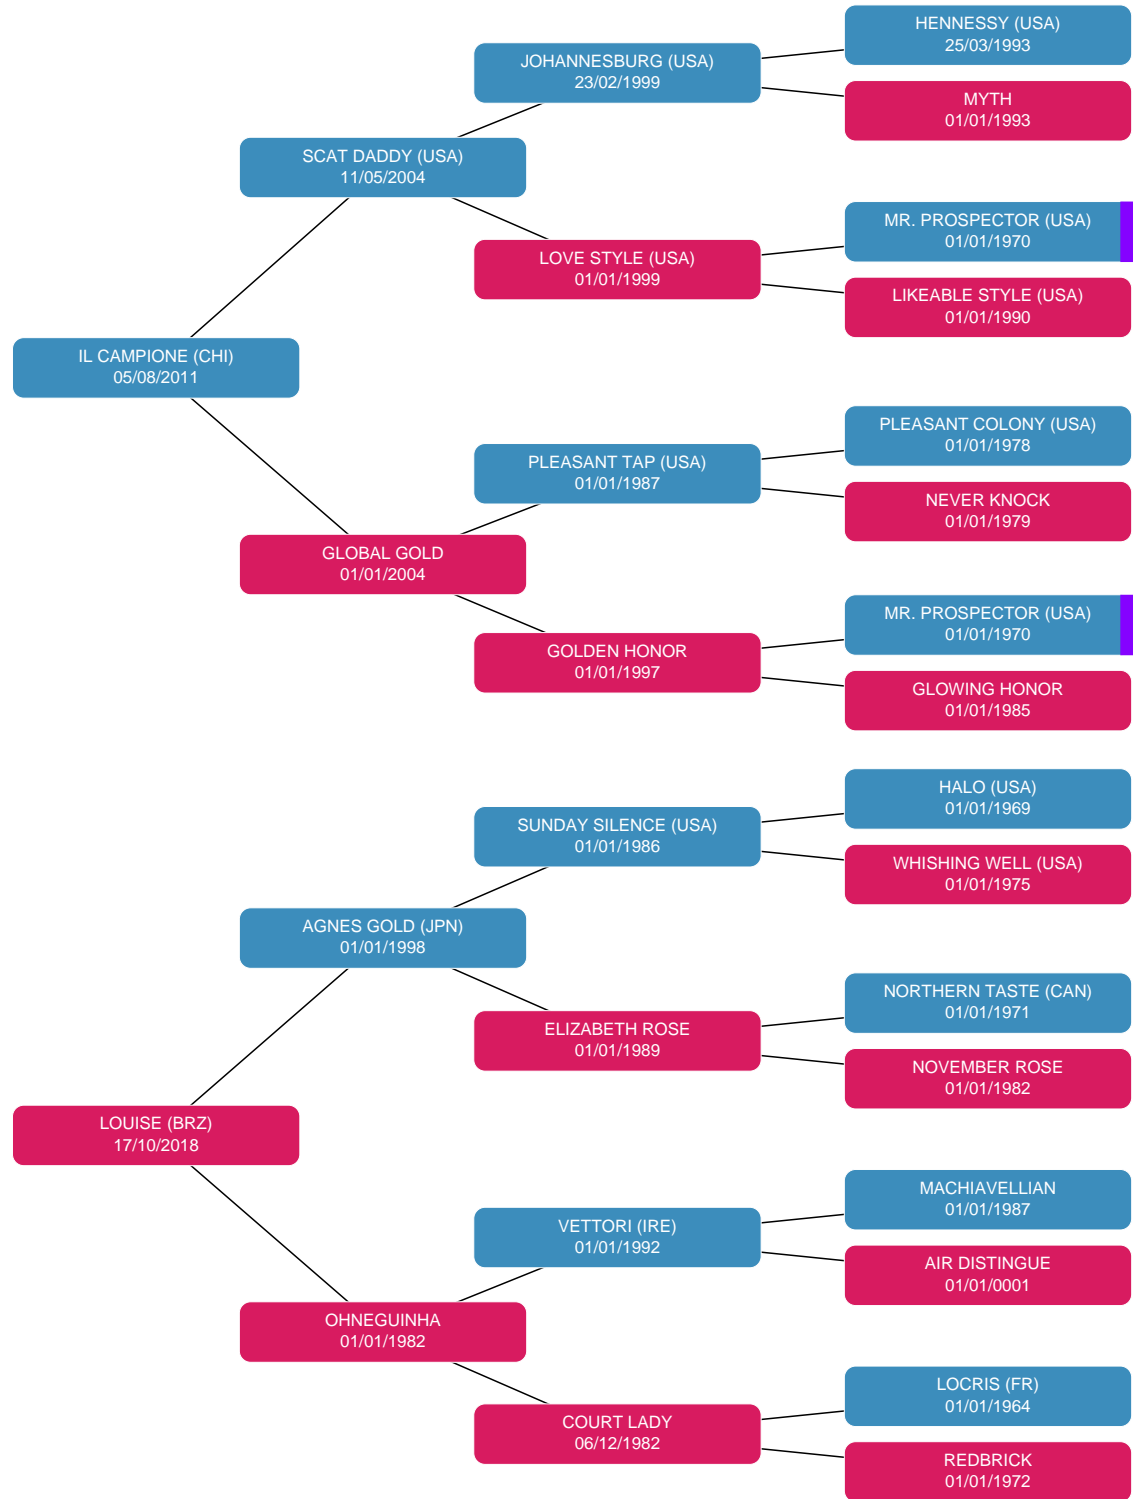 HENNESSY (USA)
25/03/1993
JOHANNESBURG (USA)
23/02/1999
MYTH
01/01/1993
SCAT DADDY (USA)
11/05/2004
MR. PROSPECTOR (USA)
01/01/1970
LOVE STYLE (USA)
01/01/1999
LIKEABLE STYLE (USA)
01/01/1990
IL CAMPIONE (CHI)
05/08/2011
PLEASANT COLONY (USA)
01/01/1978
PLEASANT TAP (USA)
01/01/1987
NEVER KNOCK
01/01/1979
GLOBAL GOLD
01/01/2004
MR. PROSPECTOR (USA)
01/01/1970
GOLDEN HONOR
01/01/1997
GLOWING HONOR
01/01/1985
HALO (USA)
01/01/1969
SUNDAY SILENCE (USA)
01/01/1986
WHISHING WELL (USA)
01/01/1975
AGNES GOLD (JPN)
01/01/1998
NORTHERN TASTE (CAN)
01/01/1971
ELIZABETH ROSE
01/01/1989
NOVEMBER ROSE
01/01/1982
LOUISE (BRZ)
17/10/2018
MACHIAVELLIAN
01/01/1987
VETTORI (IRE)
01/01/1992
AIR DISTINGUE
01/01/0001
OHNEGUINHA
01/01/1982
LOCRIS (FR)
01/01/1964
COURT LADY
06/12/1982
REDBRICK
01/01/1972